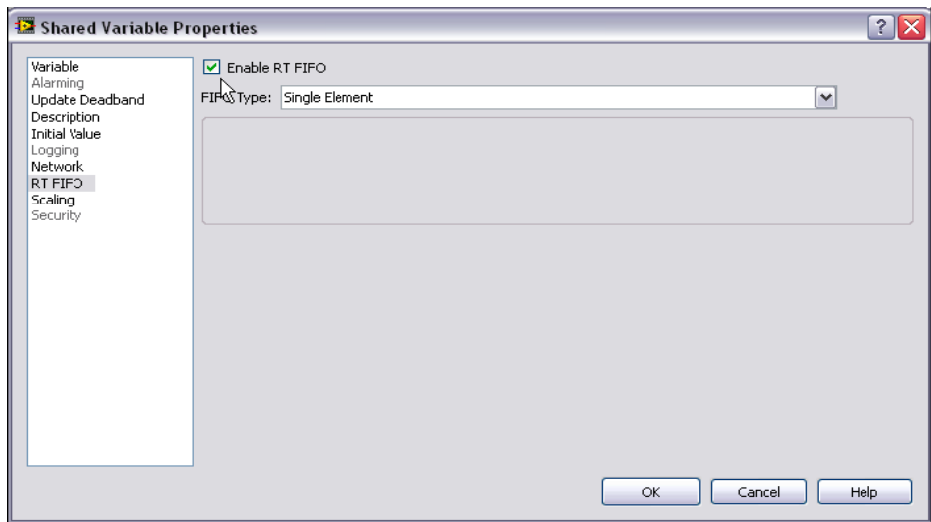 Shared Variable Properties
Variable
Alarming
Update Deadband
Description
Initial Value
Logging
Network
RT FIFO
Scaling
Security
Enable RT FIFO
FIFO Type: Single Element
OK Cancel Help